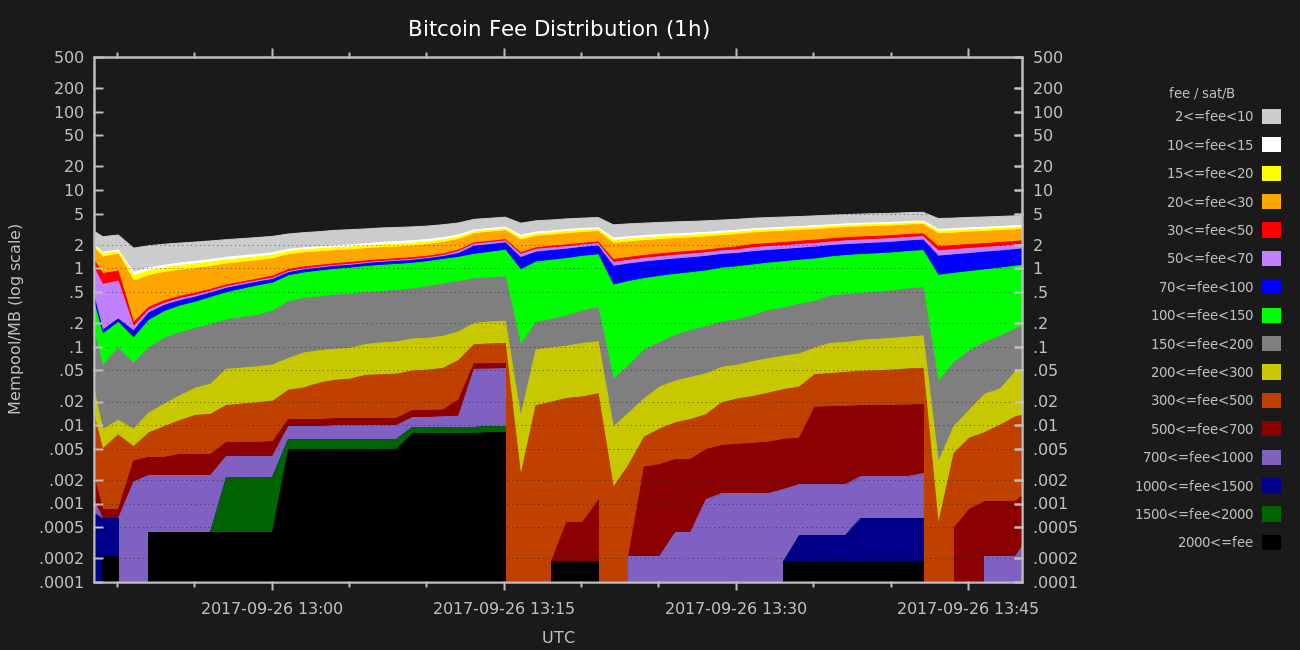 Bitcoin Fee Distribution (1h)
Mempool/MB (log scale)
500
200
100
50
20
10
5
2
1
.5
.2
.1
.05
.02
.01
.005
.002
.001
.0005
.0002
.0001
500
200
100
50
20
10
5
2
1
.5
.2
.1
.05
.02
.01
.005
.002
.001
.0005
.0002
.0001
2017-09-26 13:00 2017-09-26 13:15 2017-09-26 13:30 2017-09-26 13:45
UTC
fee / sat/B
2<=fee<10
10<=fee<15
15<=fee<20
20<=fee<30
30<=fee<50
50<=fee<70
70<=fee<100
100<=fee<150
150<=fee<200
200<=fee<300
300<=fee<500
500<=fee<700
700<=fee<1000
1000<=fee<1500
1500<=fee<2000
2000<=fee